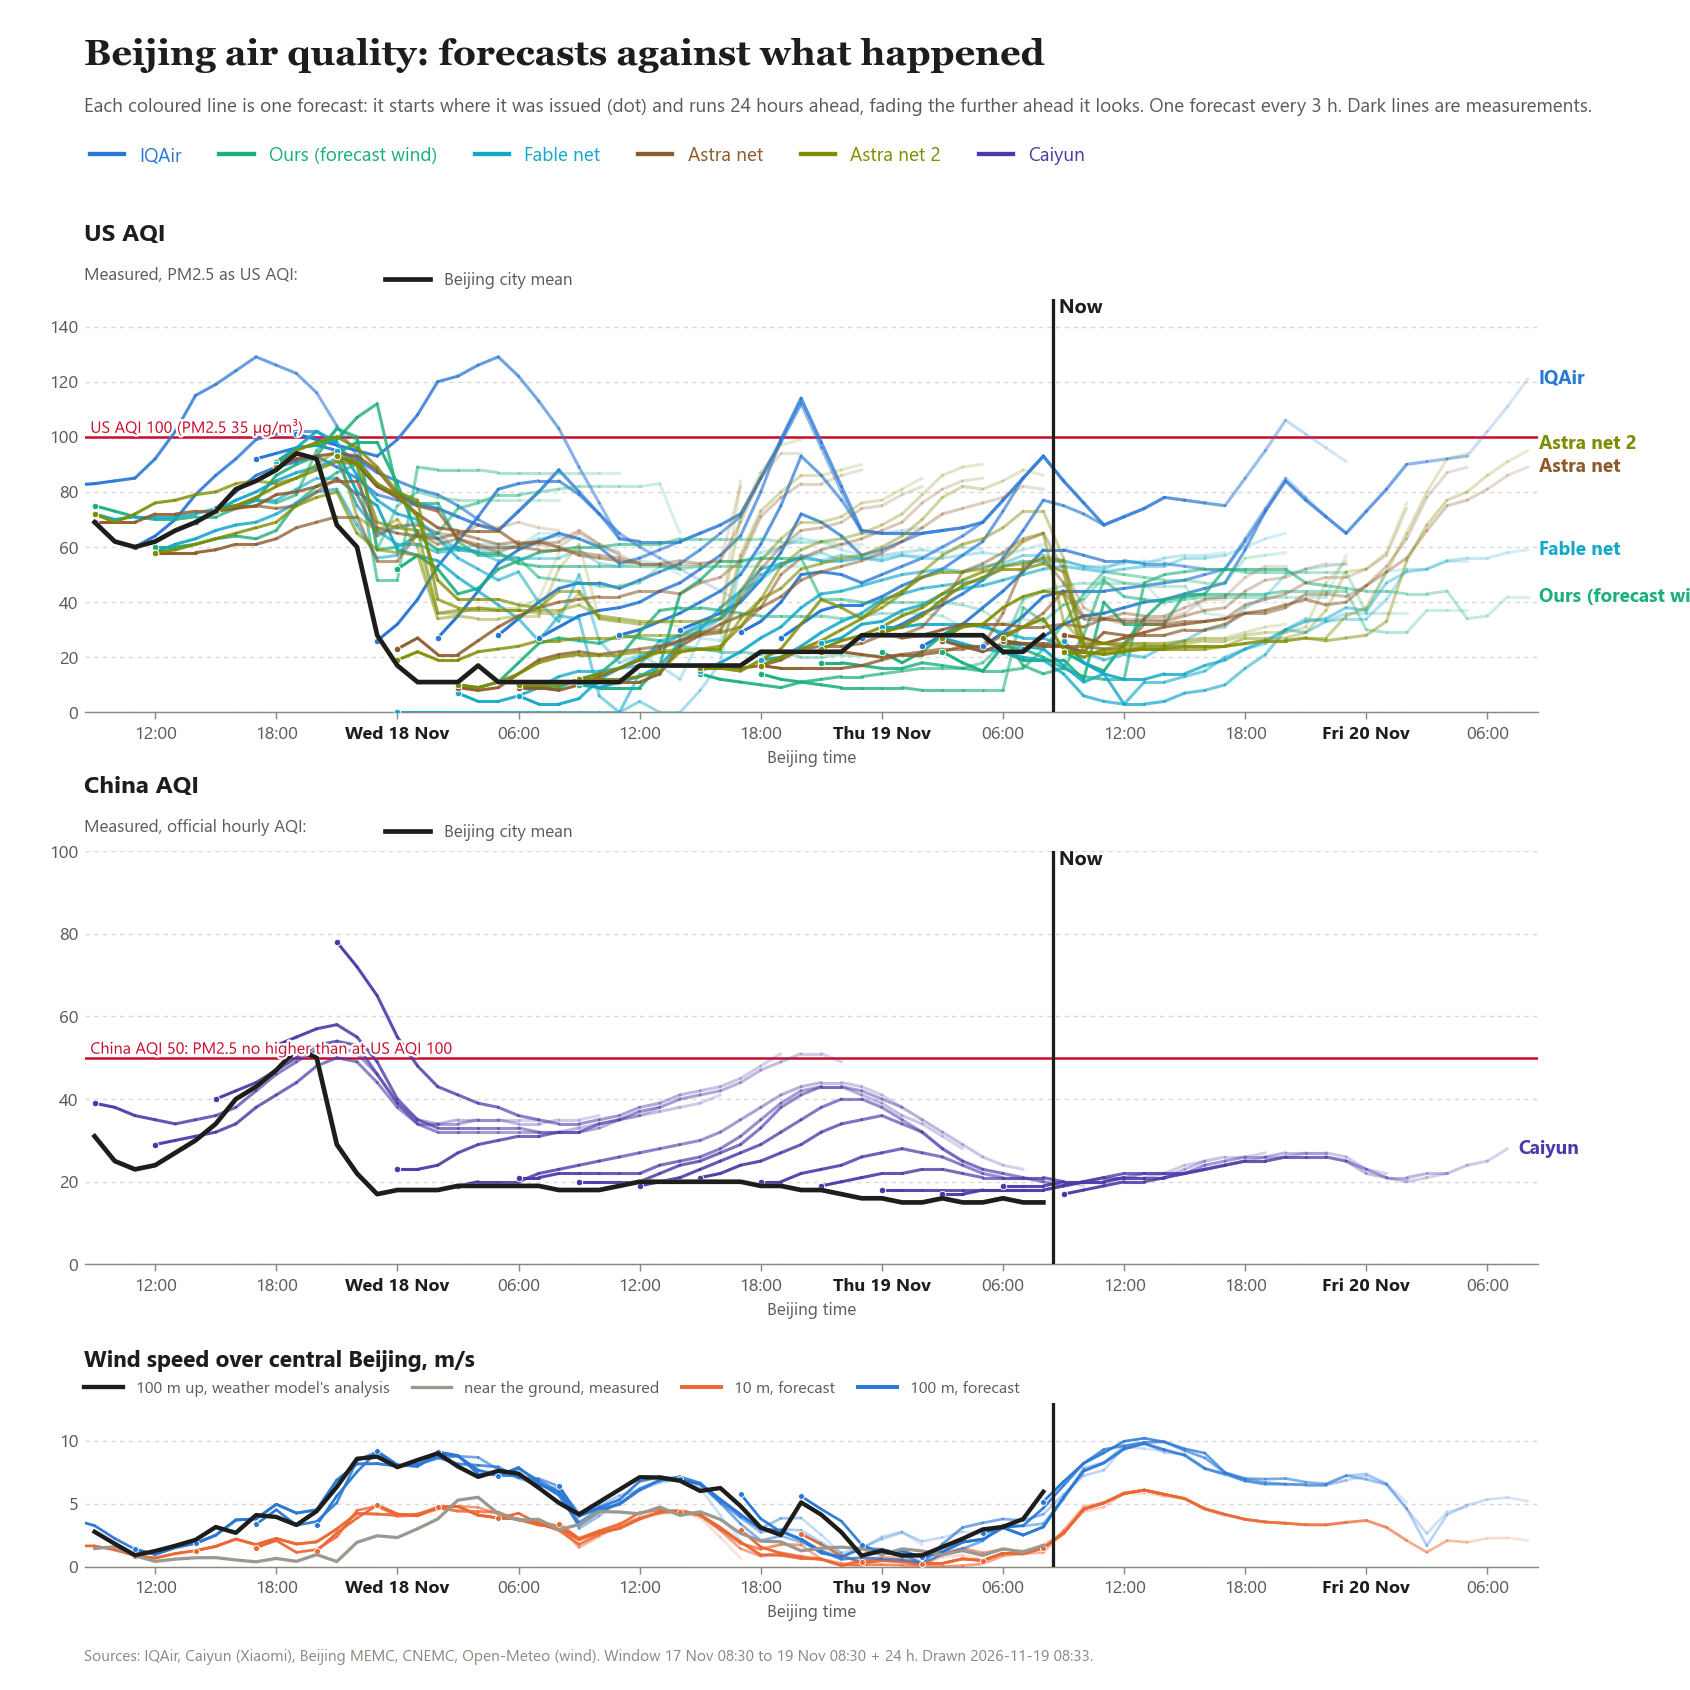 Beijing air quality: forecasts against what happened
Each coloured line is one forecast: it starts where it was issued (dot) and runs 24 hours ahead, fading the further ahead it looks. One forecast every 3 h. Dark lines are measurements.
IQAir Ours (forecast wind) Fable net Astra net Astra net 2 Caiyun
US AQI
Measured, PM2.5 as US AQI: Beijing city mean
Now
140
120
100
80
60
40
20
0
US AQI 100 (PM2.5 35 µg/m³)
IQAir
Astra net 2
Astra net
Fable net
Ours (forecast wi
12:00 18:00 Wed 18 Nov 06:00 12:00 18:00 Thu 19 Nov 06:00 12:00 18:00 Fri 20 Nov 06:00
Beijing time
China AQI
Measured, official hourly AQI: Beijing city mean
Now
100
80
60
40
20
0
China AQI 50: PM2.5 no higher than at US AQI 100
Caiyun
12:00 18:00 Wed 18 Nov 06:00 12:00 18:00 Thu 19 Nov 06:00 12:00 18:00 Fri 20 Nov 06:00
Beijing time
Wind speed over central Beijing, m/s
100 m up, weather model's analysis near the ground, measured 10 m, forecast 100 m, forecast
10
5
0
12:00 18:00 Wed 18 Nov 06:00 12:00 18:00 Thu 19 Nov 06:00 12:00 18:00 Fri 20 Nov 06:00
Beijing time
Sources: IQAir, Caiyun (Xiaomi), Beijing MEMC, CNEMC, Open-Meteo (wind). Window 17 Nov 08:30 to 19 Nov 08:30 + 24 h. Drawn 2026-11-19 08:33.